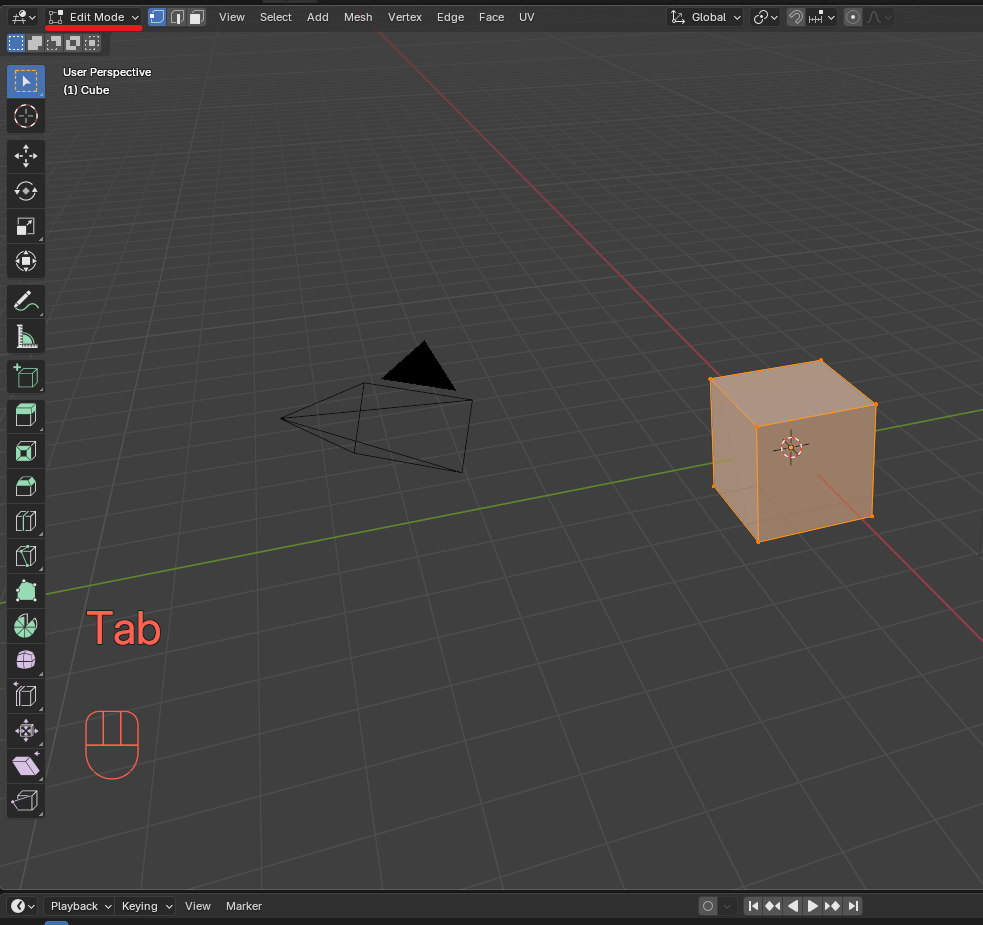 Edit Mode View Select Add Mesh Vertex Edge Face UV Global
User Perspective
(1) Cube
Tab
Playback Keying View Marker